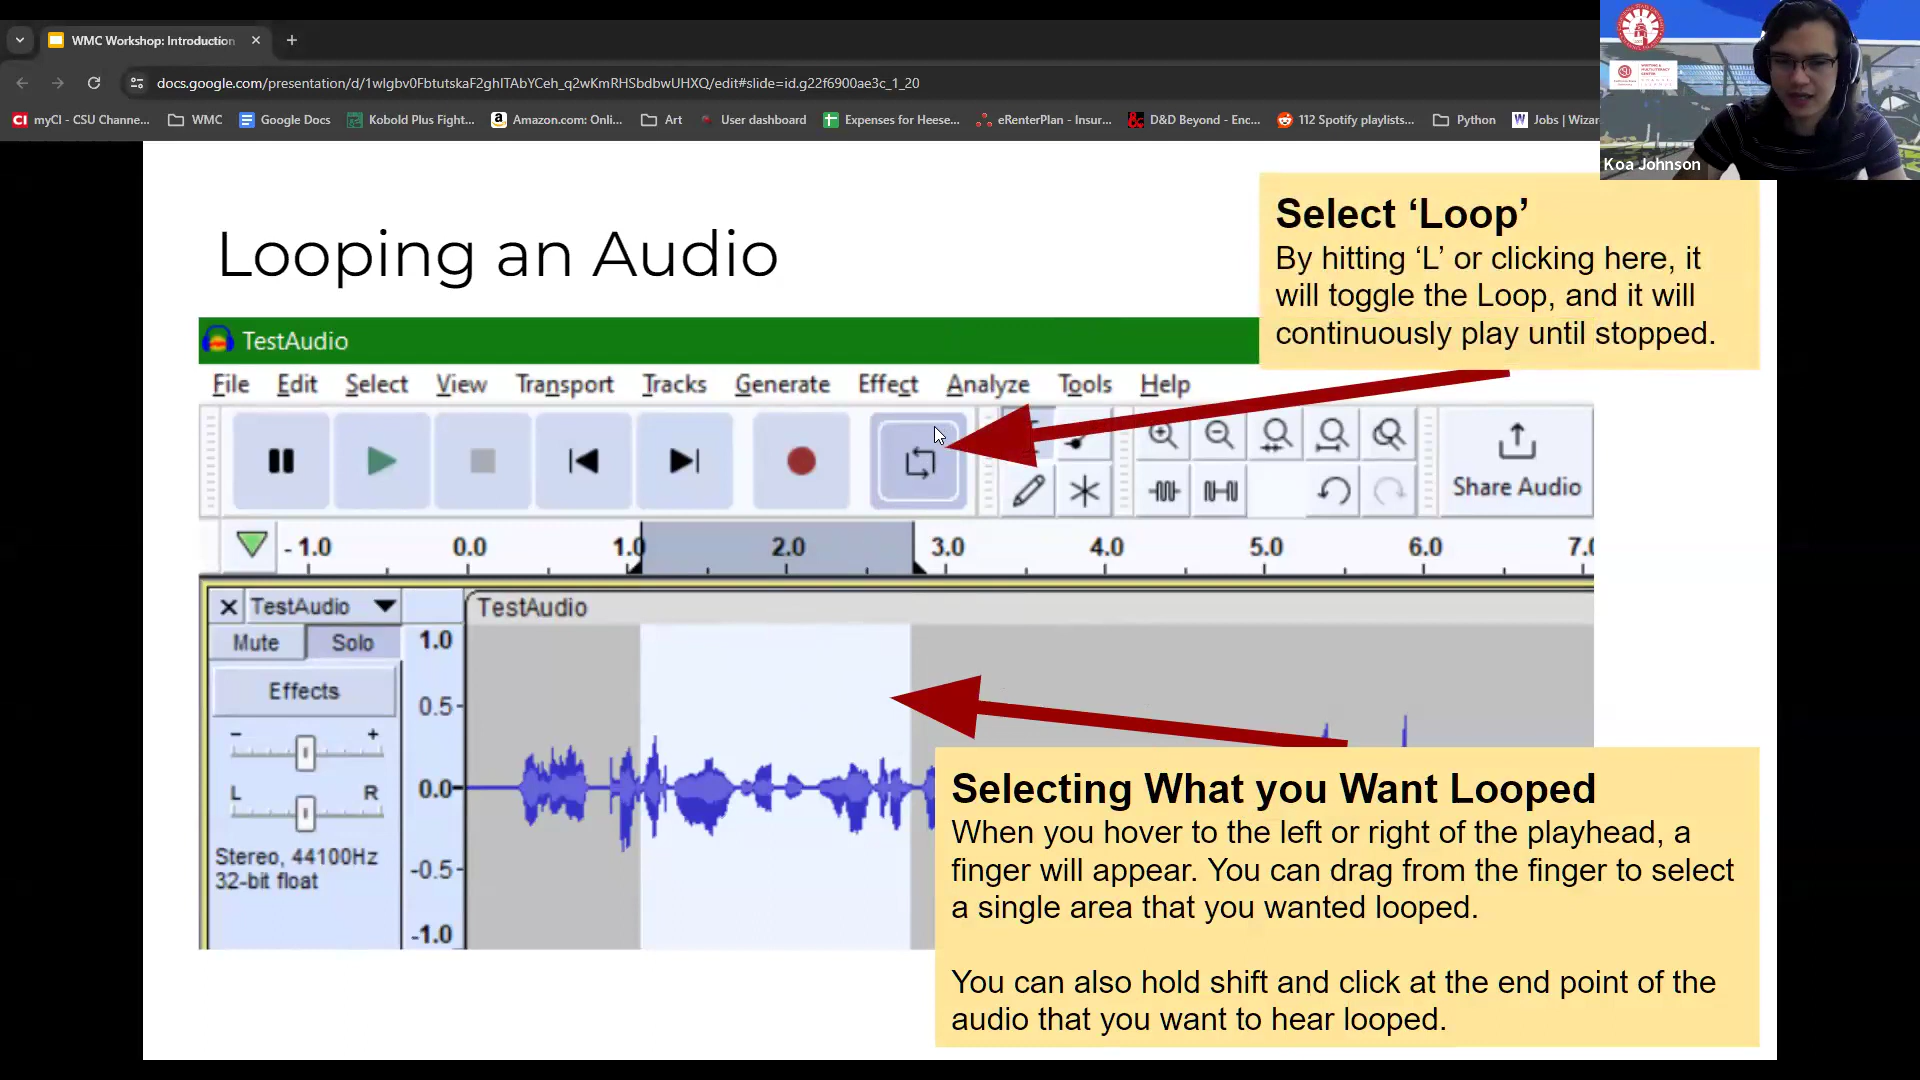 WMC Workshop: Introduction
docs.google.com/presentation/d/1wlgbv0FbtutskaF2ghlTAbYCeh_q2wKmRHSbdbwUHXQ/edit#slide=id.g22f6900ae3c_1_20
myCI - CSU Channe... WMC Google Docs Kobold Plus Fight... Amazon.com: Onli... Art User dashboard Expenses for Heese... eRenterPlan - Insur... D&D Beyond - Enc... 112 Spotify playlists... Python Jobs | Wizar
Koa Johnson
Looping an Audio
Select ‘Loop’
By hitting ‘L’ or clicking here, it
will toggle the Loop, and it will
continuously play until stopped.
TestAudio
File Edit Select View Transport Tracks Generate Effect Analyze Tools Help
Share Audio
-1.0 0.0 1.0 2.0 3.0 4.0 5.0 6.0 7.0
TestAudio
TestAudio
Mute Solo
Effects
- +
L R
Stereo, 44100Hz
32-bit float
1.0
0.5
0.0
-0.5
-1.0
Selecting What you Want Looped
When you hover to the left or right of the playhead, a
finger will appear. You can drag from the finger to select
a single area that you wanted looped.
You can also hold shift and click at the end point of the
audio that you want to hear looped.